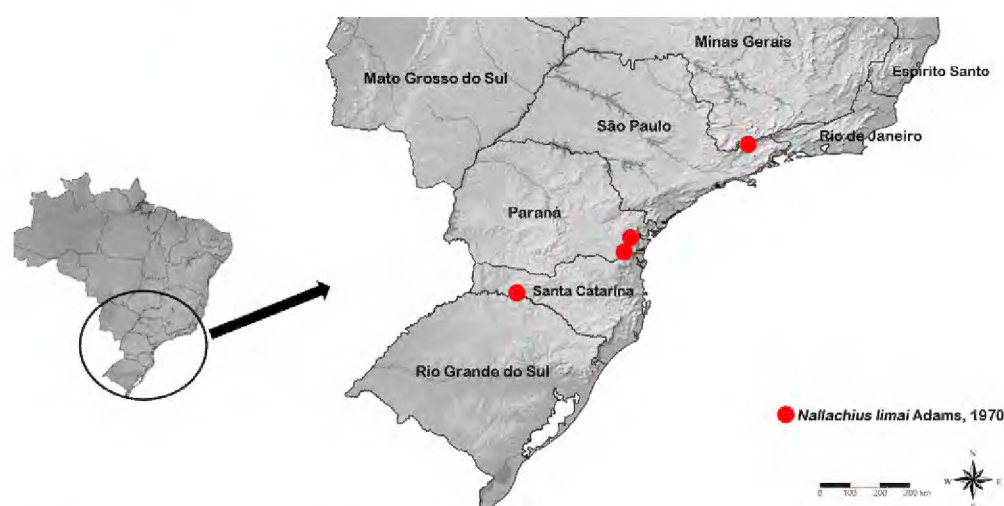 Minas Gerais
Mato Grosso do Sul
Espírito Santo
São Paulo
Rio de Janeiro
Paraná
Santa Catarina
Rio Grande do Sul
Nallachius limai Adams, 1970
N
W E
0 100 200 300 km